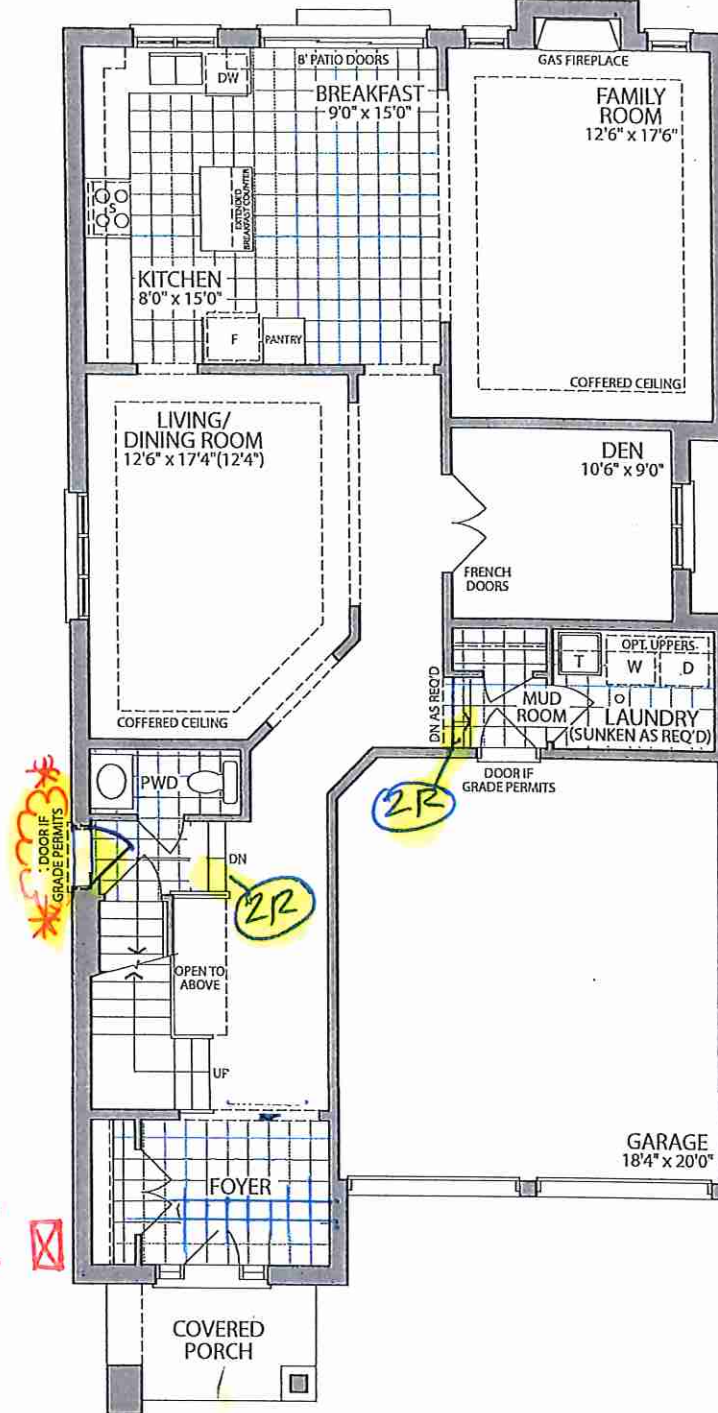 8' PATIO DOORS
GAS FIREPLACE
DW
BREAKFAST
9'0" x 15'0"
FAMILY
ROOM
12'6" x 17'6"
S
EXTENDED
BREAKFAST COUNTER
KITCHEN
8'0" x 15'0"
F
PANTRY
COFFERED CEILING
LIVING/
DINING ROOM
12'6" x 17'4"(12'4")
DEN
10'6" x 9'0"
FRENCH
DOORS
OPT. UPPERS
T
W
D
DN AS REQ'D
MUD
ROOM
LAUNDRY
(SUNKEN AS REQ'D)
COFFERED CEILING
DOOR IF
GRADE PERMITS
PWD
2R
DOOR IF
GRADE PERMITS
DN
2R
OPEN TO
ABOVE
UP
GARAGE
18'4" x 20'0"
FOYER
COVERED
PORCH